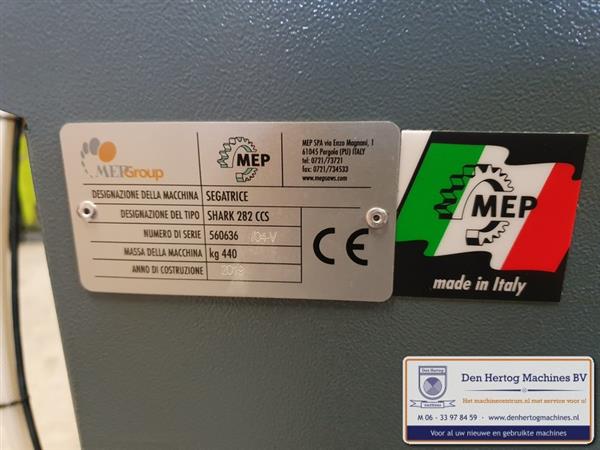 MEPGroup
MEP
MEP SPA via Enzo Magnani, 1
61045 Pergola (PU) ITALY
tel: 0721/73721
fax: 0721/734533
www.mepsaws.com
DESIGNAZIONE DELLA MACCHINA SEGATRICE
DESIGNAZIONE DEL TIPO SHARK 282 CCS
NUMERO DI SERIE 560636 /04-V
MASSA DELLA MACCHINA kg 440
ANNO DI COSTRUZIONE 2019
CE
MEP
made in Italy
Den Hertog Machines BV
Het machinecentrum.nl met service voor u!
M 06 - 33 97 84 59 · www.denhertogmachines.nl
Voor al uw nieuwe en gebruikte machines